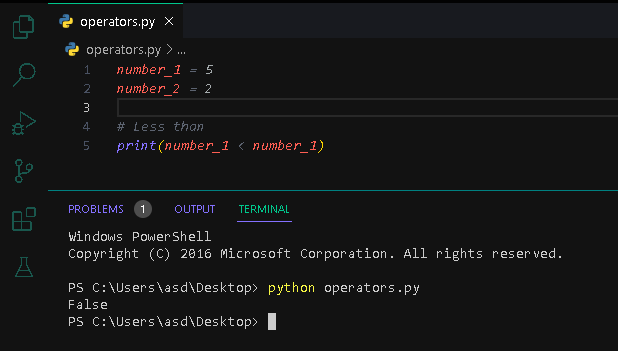 operators.py ×
operators.py > ...
1 number_1 = 5
2 number_2 = 2
3
4 # Less than
5 print(number_1 < number_1)
PROBLEMS 1 OUTPUT TERMINAL
Windows PowerShell
Copyright (C) 2016 Microsoft Corporation. All rights reserved.
PS C:\Users\asd\Desktop> python operators.py
False
PS C:\Users\asd\Desktop>